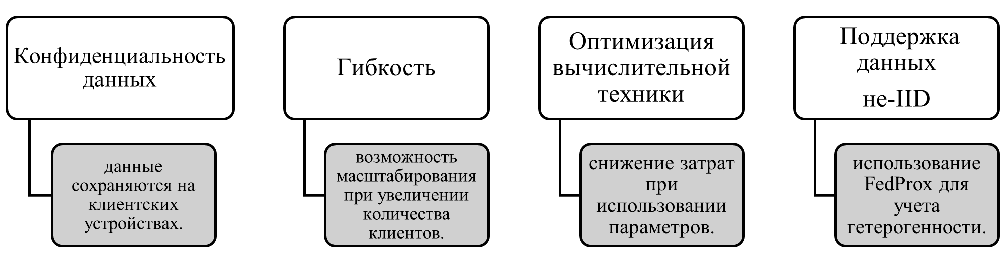 Конфиденциальность
данных
данные
сохраняются на
клиентских
устройствах.
Гибкость
возможность
масштабирования
при увеличении
количества
клиентов.
Оптимизация
вычислительной
техники
снижение затрат
при
использовании
параметров.
Поддержка
данных
не-IID
использование
FedProx для
учета
гетерогенности.